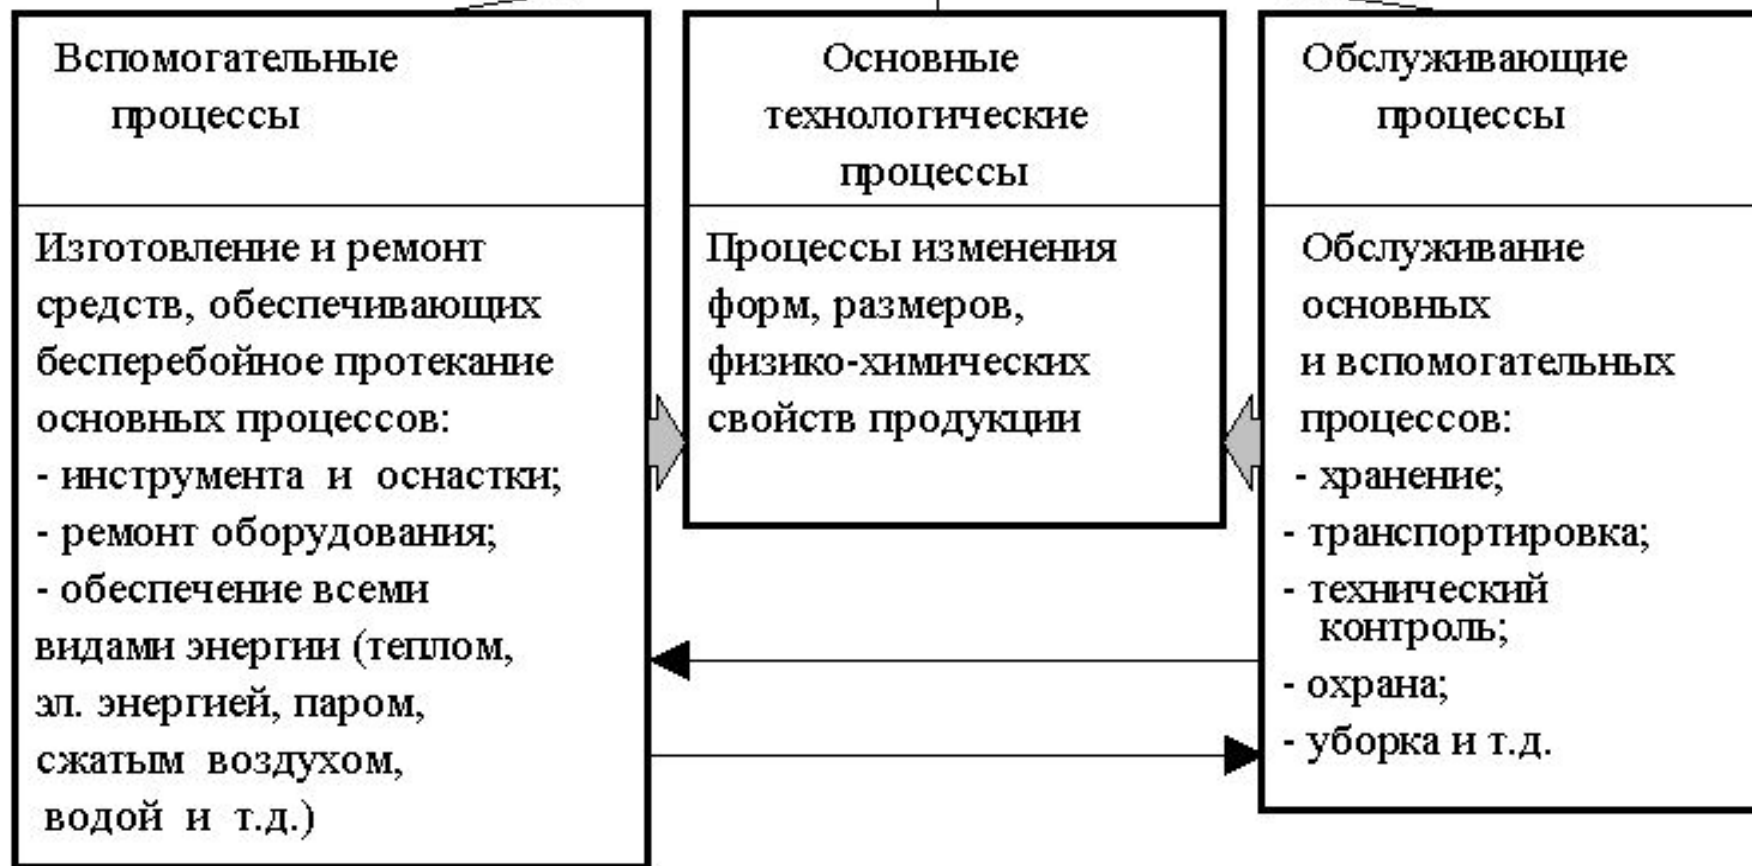 Вспомогательные
процессы
Изготовление и ремонт
средств, обеспечивающих
бесперебойное протекание
основных процессов:
- инструмента и оснастки;
- ремонт оборудования;
- обеспечение всеми
видами энергии (теплом,
эл. энергией, паром,
сжатым воздухом,
водой и т.д.)
Основные
технологические
процессы
Процессы изменения
форм, размеров,
физико-химических
свойств продукции
Обслуживающие
процессы
Обслуживание
основных
и вспомогательных
процессов:
- хранение;
- транспортировка;
- технический
контроль;
- охрана;
- уборка и т.д.